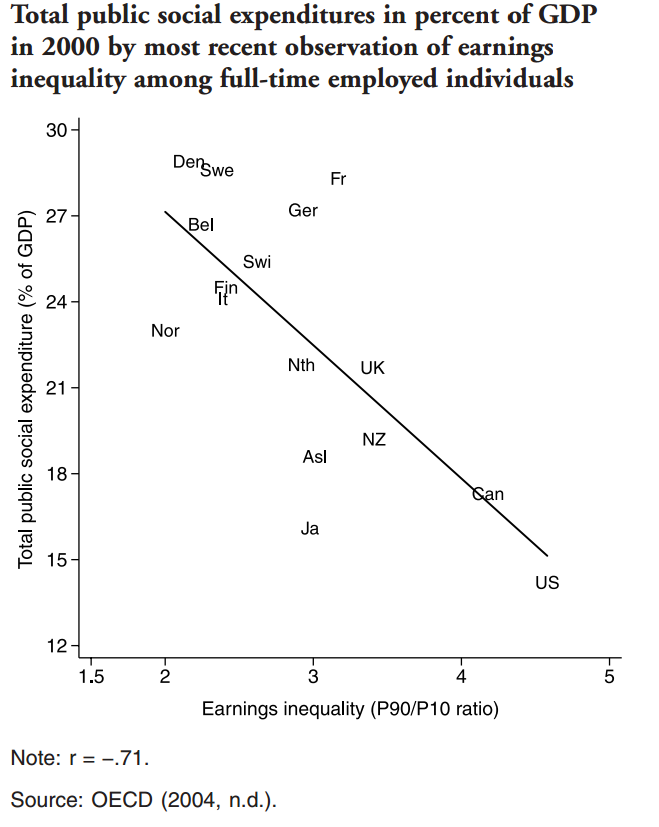 Total public social expenditures in percent of GDP
in 2000 by most recent observation of earnings
inequality among full-time employed individuals
Total public social expenditure (% of GDP)
30
27
24
21
18
15
12
Den
Swe
Fr
Ger
Bel
Swi
Fin
It
Nor
Nth
UK
NZ
Asl
Can
Ja
US
1.5
2
3
4
5
Earnings inequality (P90/P10 ratio)
Note: r = –.71.
Source: OECD (2004, n.d.).